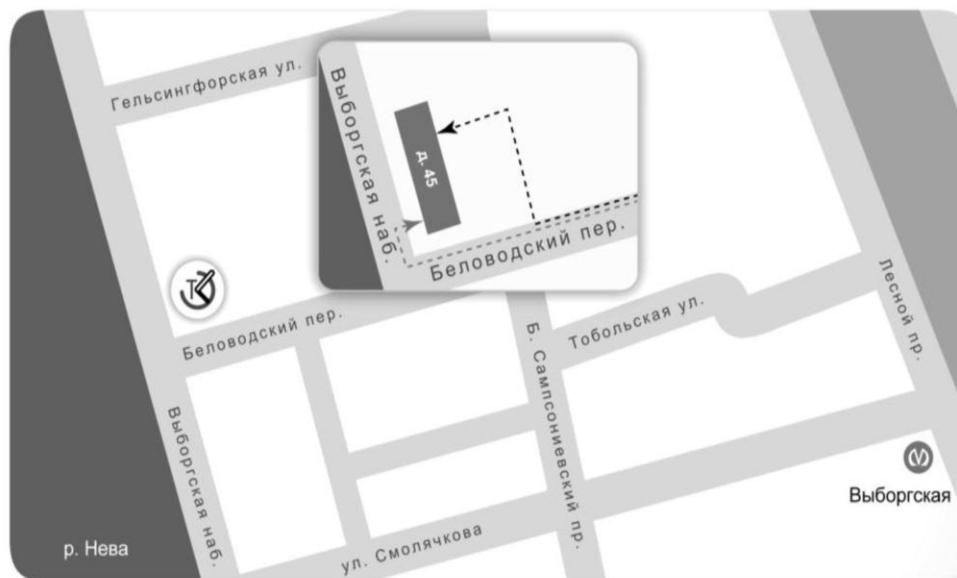 Гельсингфорская ул.
Выборгская наб.
д. 45
Беловодский пер.
Беловодский пер.
Тобольская ул.
Лесной пр.
Б. Сампсониевский пр.
Выборгская наб.
Выборгская
ул. Смолячкова
р. Нева